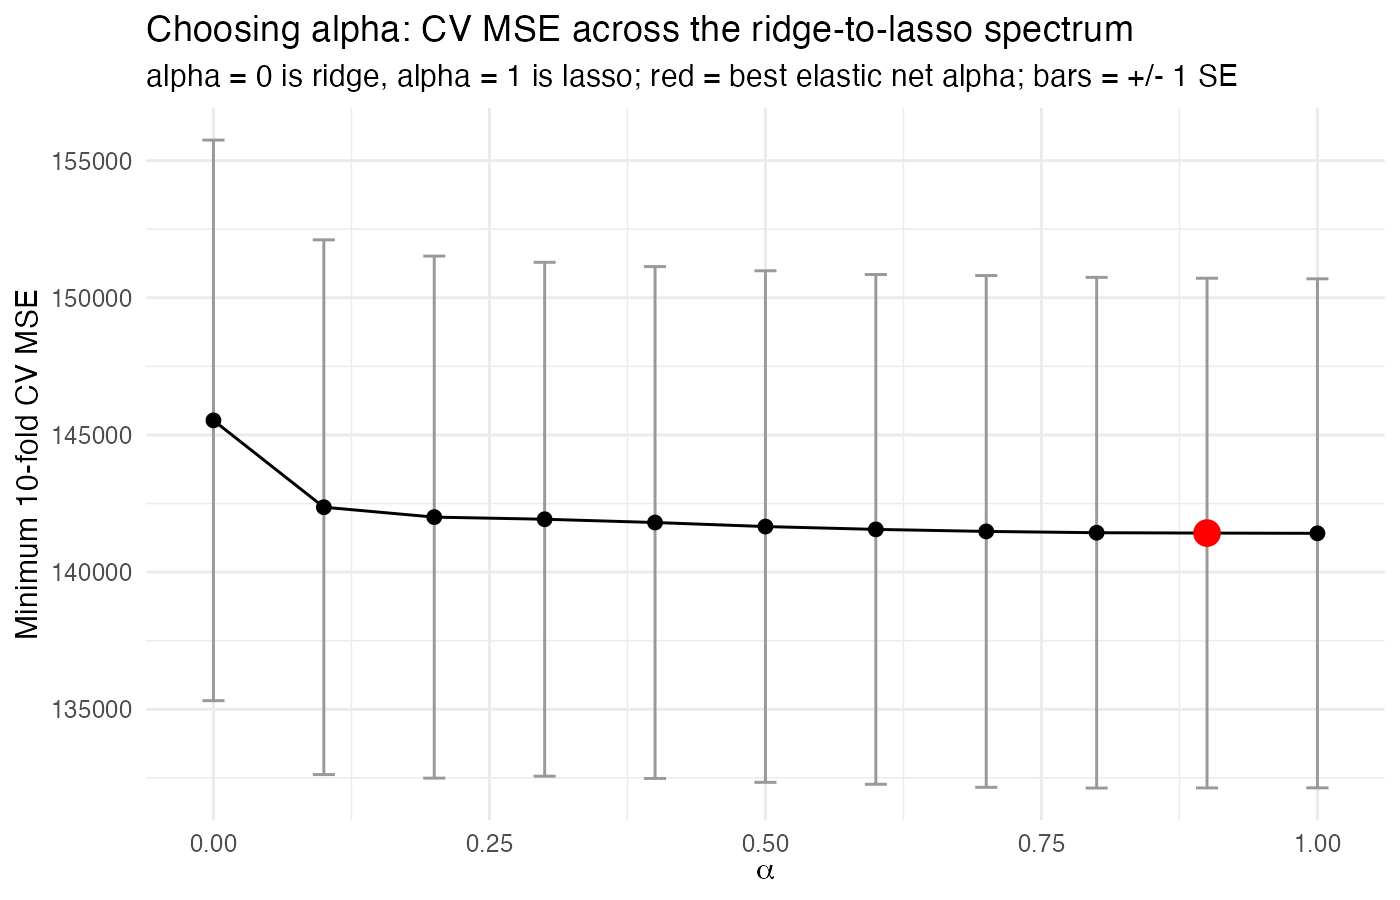 Choosing alpha: CV MSE across the ridge-to-lasso spectrum
alpha = 0 is ridge, alpha = 1 is lasso; red = best elastic net alpha; bars = +/- 1 SE
Minimum 10-fold CV MSE
155000
150000
145000
140000
135000
0.00 0.25 0.50 0.75 1.00
α